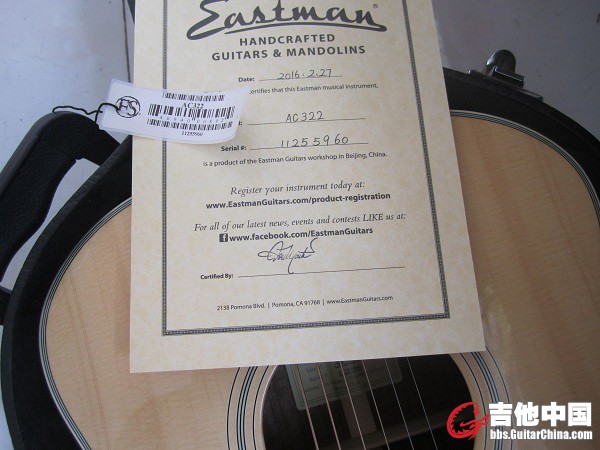 Eastman®
HANDCRAFTED
GUITARS & MANDOLINS
Date: 2016.2.27
certifies that this Eastman musical instrument,
#: AC322
Serial #: 11255960
is a product of the Eastman Guitars workshop in Beijing, China.
Register your instrument today at:
www.EastmanGuitars.com/product-registration
For all of our latest news, events and contests LIKE us at:
www.facebook.com/EastmanGuitars
Certified By:
2138 Pomona Blvd. | Pomona, CA 91768 | www.EastmanGuitars.com
ES
AC322
11255960
吉他中国
bbs.GuitarChina.com